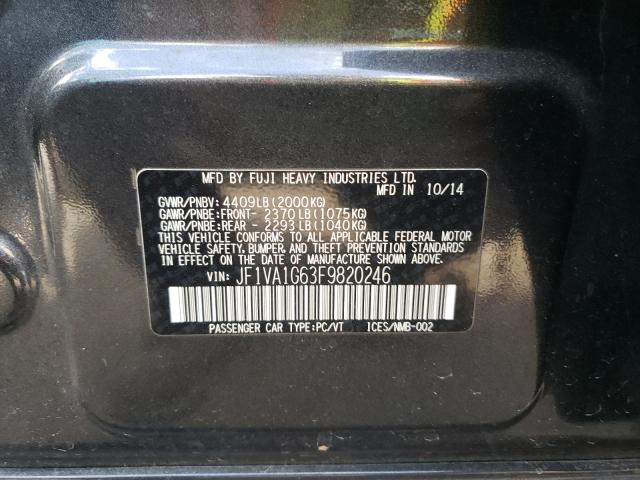 MFD BY FUJI HEAVY INDUSTRIES LTD.
MFD IN 10/14
GVWR/PNBV: 4409LB(2000KG)
GAWR/PNBE:FRONT- 2370LB(1075KG)
GAWR/PNBE:REAR - 2293LB(1040KG)
THIS VEHICLE CONFORMS TO ALL APPLICABLE FEDERAL MOTOR
VEHICLE SAFETY, BUMPER AND THEFT PREVENTION STANDARDS
IN EFFECT ON THE DATE OF MANUFACTURE SHOWN ABOVE.
VIN: JF1VA1G63F9820246
PASSENGER CAR TYPE:PC/VT ICES/NMB-002